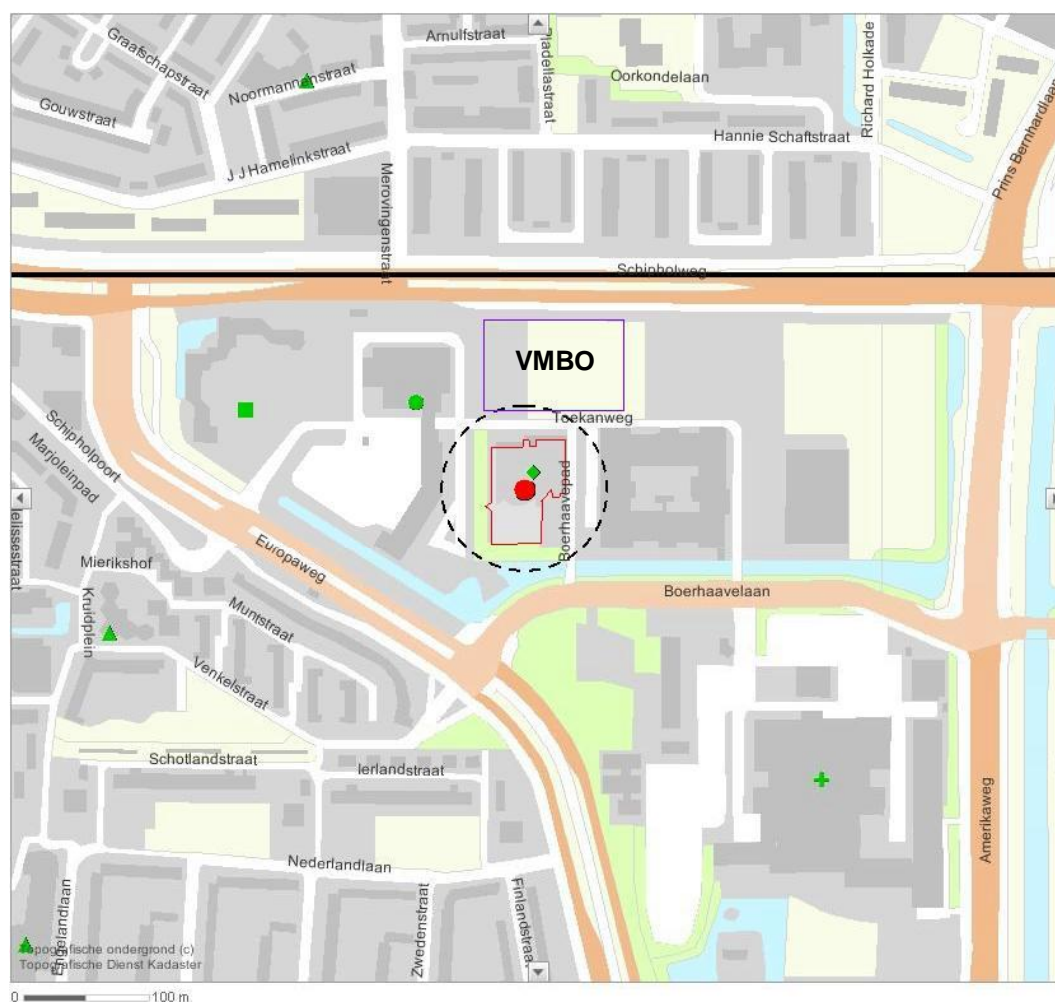 Graafschapstraat
Arnulfstraat
Noormannenstraat
Oorkondelaan
Richard Holkade
Gouwstraat
Hannie Schaftstraat
Prins Bernhardlaan
J J Hamelinkstraat
Merovingenstraat
Schipholweg
VMBO
Toekanweg
Schipholpoort
Marjoleinpad
Boerhaavepad
Europaweg
Mierikshof
Boerhaavelaan
Kruidplein
Muntstraat
Venkelstraat
Schotlandstraat
Ierlandstraat
Amerikaweg
Nederlandlaan
Engelandlaan
Zwedenstraat
Finlandstraat
Topografische ondergrond (c)
Topografische Dienst Kadaster
0 100 m